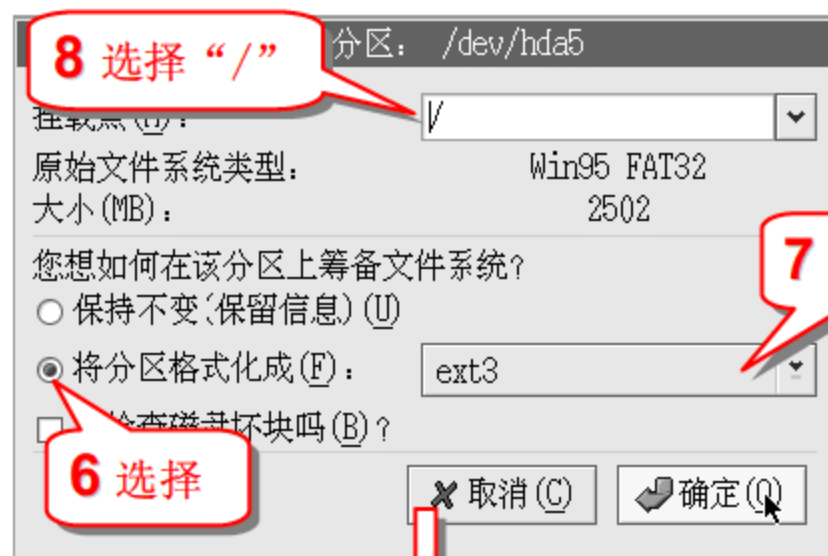 8 选择“/” 分区: /dev/hda5
挂载点(M): /
原始文件系统类型: Win95 FAT32
大小(MB): 2502
您想如何在该分区上筹备文件系统?
7
保持不变(保留信息)(U)
将分区格式化成(F): ext3
检查磁盘坏块吗(B)?
6 选择
取消(C) 确定(O)